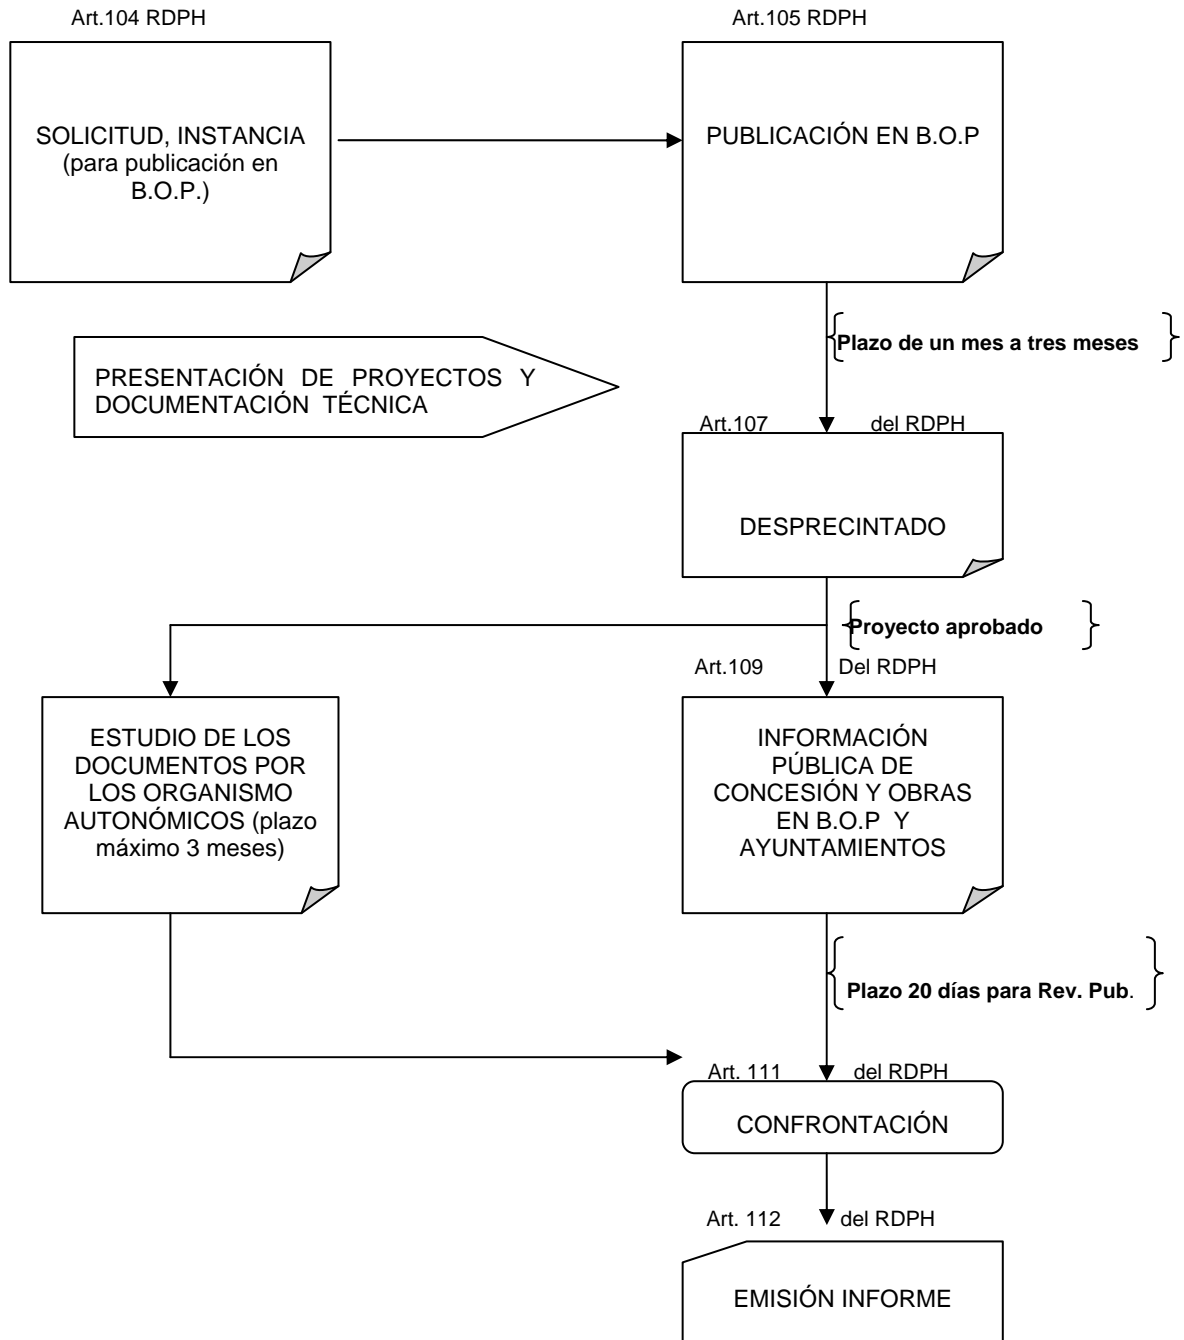 Art.104 RDPH
Art.105 RDPH
SOLICITUD, INSTANCIA
(para publicación en
B.O.P.)
PUBLICACIÓN EN B.O.P
Plazo de un mes a tres meses
PRESENTACIÓN DE PROYECTOS Y
DOCUMENTACIÓN TÉCNICA
Art.107 del RDPH
DESPRECINTADO
Proyecto aprobado
Art.109 Del RDPH
ESTUDIO DE LOS
DOCUMENTOS POR
LOS ORGANISMO
AUTONÓMICOS (plazo
máximo 3 meses)
INFORMACIÓN
PÚBLICA DE
CONCESIÓN Y OBRAS
EN B.O.P Y
AYUNTAMIENTOS
Plazo 20 días para Rev. Pub.
Art. 111 del RDPH
CONFRONTACIÓN
Art. 112 del RDPH
EMISIÓN INFORME